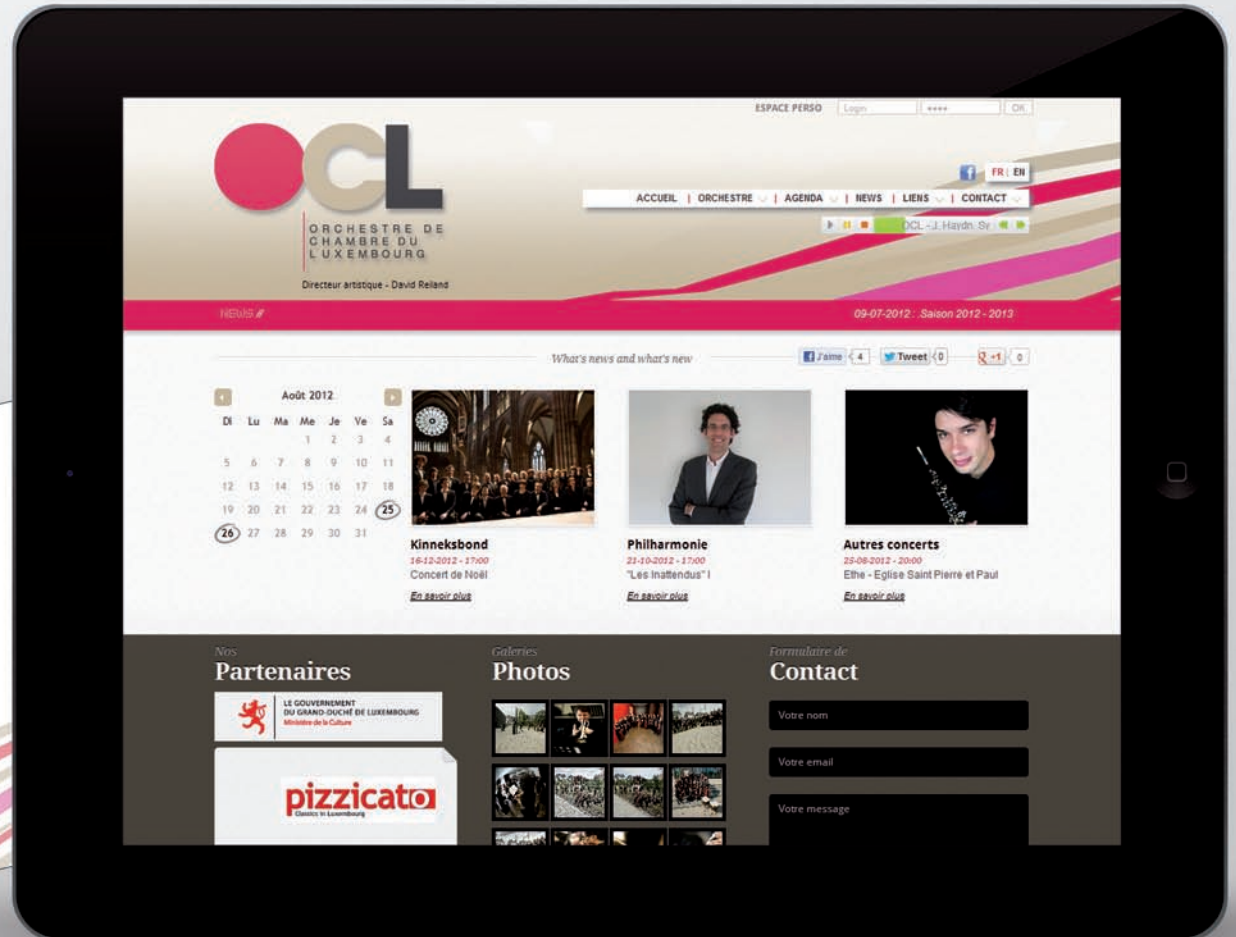 ESPACE PERSO Login **** OK
OCL
ORCHESTRE DE
CHAMBRE DU
LUXEMBOURG
Directeur artistique - David Reiland
FR | EN
ACCUEIL | ORCHESTRE | AGENDA | NEWS | LIENS | CONTACT
OCL - J. Haydn. Sy
NEWS //
09-07-2012 : .Saison 2012 - 2013
What's news and what's new
J'aime 4 Tweet 0 +1 0
Août 2012
Di Lu Ma Me Je Ve Sa
1 2 3 4
5 6 7 8 9 10 11
12 13 14 15 16 17 18
19 20 21 22 23 24 25
26 27 28 29 30 31
Kinneksbond
16-12-2012 - 17:00
Concert de Noël
En savoir plus
Philharmonie
21-10-2012 - 17:00
"Les Inattendus" I
En savoir plus
Autres concerts
25-08-2012 - 20:00
Ethe - Eglise Saint Pierre et Paul
En savoir plus
Nos
Partenaires
LE GOUVERNEMENT
DU GRAND-DUCHÉ DE LUXEMBOURG
Ministère de la Culture
pizzicato
Classics in Luxembourg
Galeries
Photos
Formulaire de
Contact
Votre nom
Votre email
Votre message